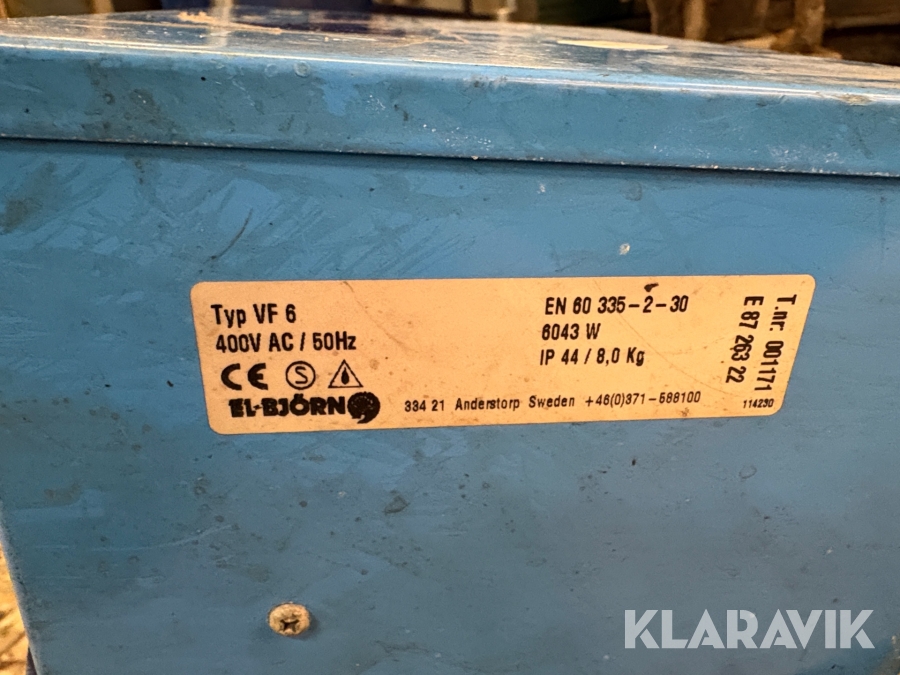 Typ VF 6
400V AC / 50Hz
CE S
EL-BJÖRN
EN 60 335-2-30
6043 W
IP 44 / 8,0 Kg
334 21 Anderstorp Sweden +46(0)371-588100
T.nr. 001171
E 87 263 22
114230
KLARAVIK